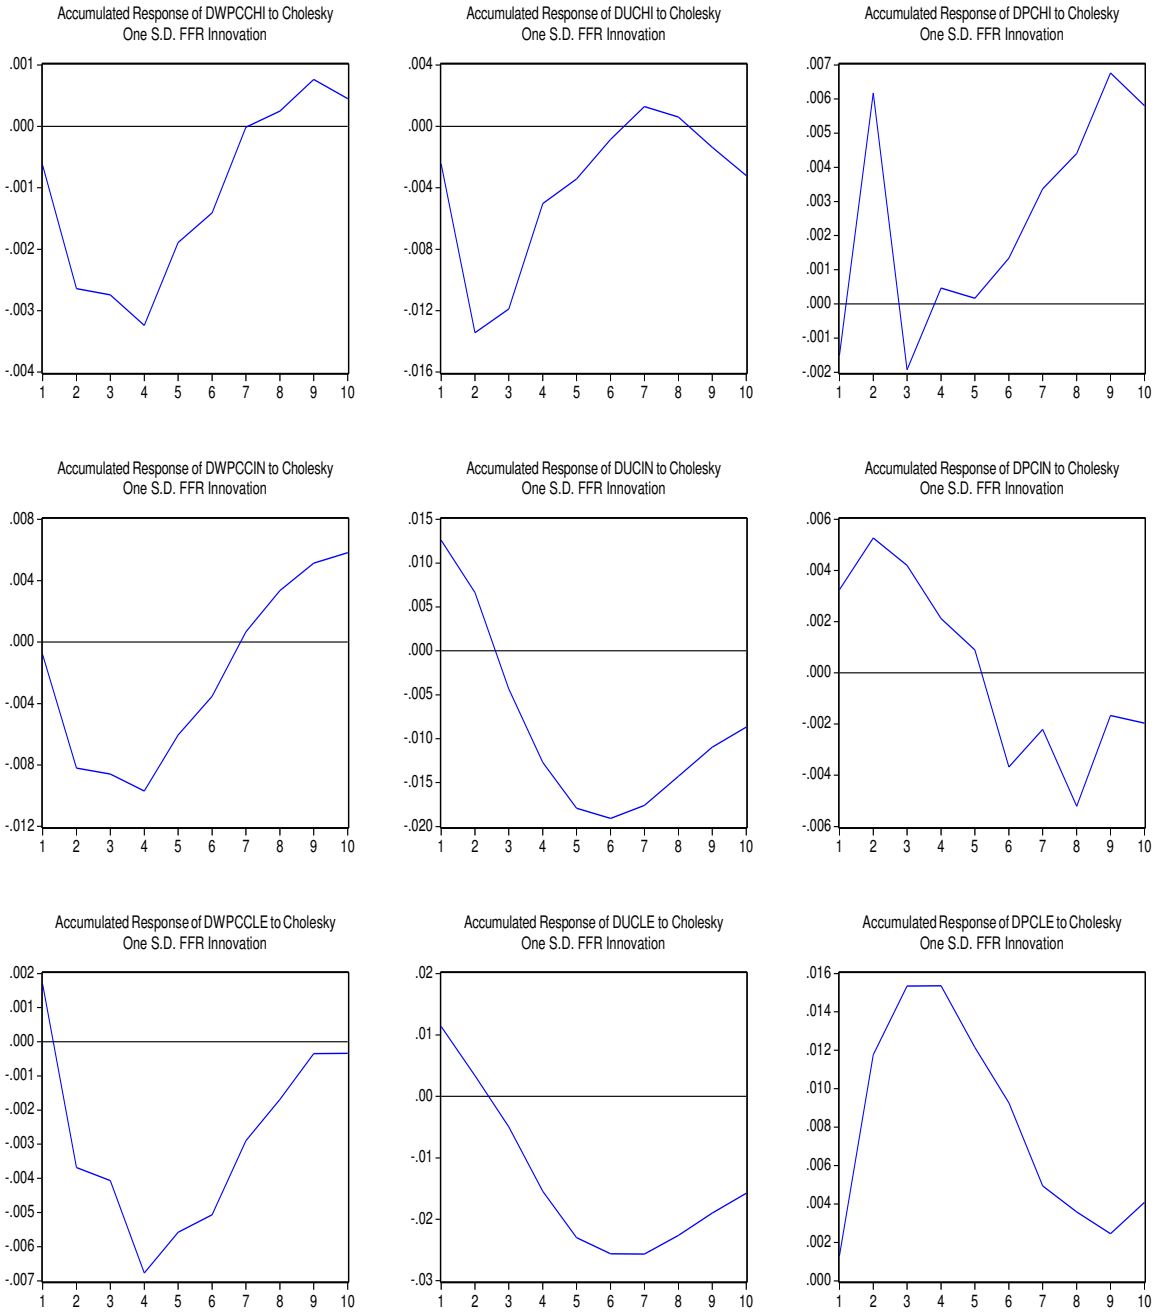 Accumulated Response of DWPCCHI to Cholesky
One S.D. FFR Innovation
.001
.000
-.001
-.002
-.003
-.004
1 2 3 4 5 6 7 8 9 10
Accumulated Response of DUCHI to Cholesky
One S.D. FFR Innovation
.004
.000
-.004
-.008
-.012
-.016
1 2 3 4 5 6 7 8 9 10
Accumulated Response of DPCHI to Cholesky
One S.D. FFR Innovation
.007
.006
.005
.004
.003
.002
.001
.000
-.001
-.002
1 2 3 4 5 6 7 8 9 10
Accumulated Response of DWPCCIN to Cholesky
One S.D. FFR Innovation
.008
.004
.000
-.004
-.008
-.012
1 2 3 4 5 6 7 8 9 10
Accumulated Response of DUCIN to Cholesky
One S.D. FFR Innovation
.015
.010
.005
.000
-.005
-.010
-.015
-.020
1 2 3 4 5 6 7 8 9 10
Accumulated Response of DPCIN to Cholesky
One S.D. FFR Innovation
.006
.004
.002
.000
-.002
-.004
-.006
1 2 3 4 5 6 7 8 9 10
Accumulated Response of DWPCCLE to Cholesky
One S.D. FFR Innovation
.002
.001
.000
-.001
-.002
-.003
-.004
-.005
-.006
-.007
1 2 3 4 5 6 7 8 9 10
Accumulated Response of DUCLE to Cholesky
One S.D. FFR Innovation
.02
.01
.00
-.01
-.02
-.03
1 2 3 4 5 6 7 8 9 10
Accumulated Response of DPCLE to Cholesky
One S.D. FFR Innovation
.016
.014
.012
.010
.008
.006
.004
.002
.000
1 2 3 4 5 6 7 8 9 10